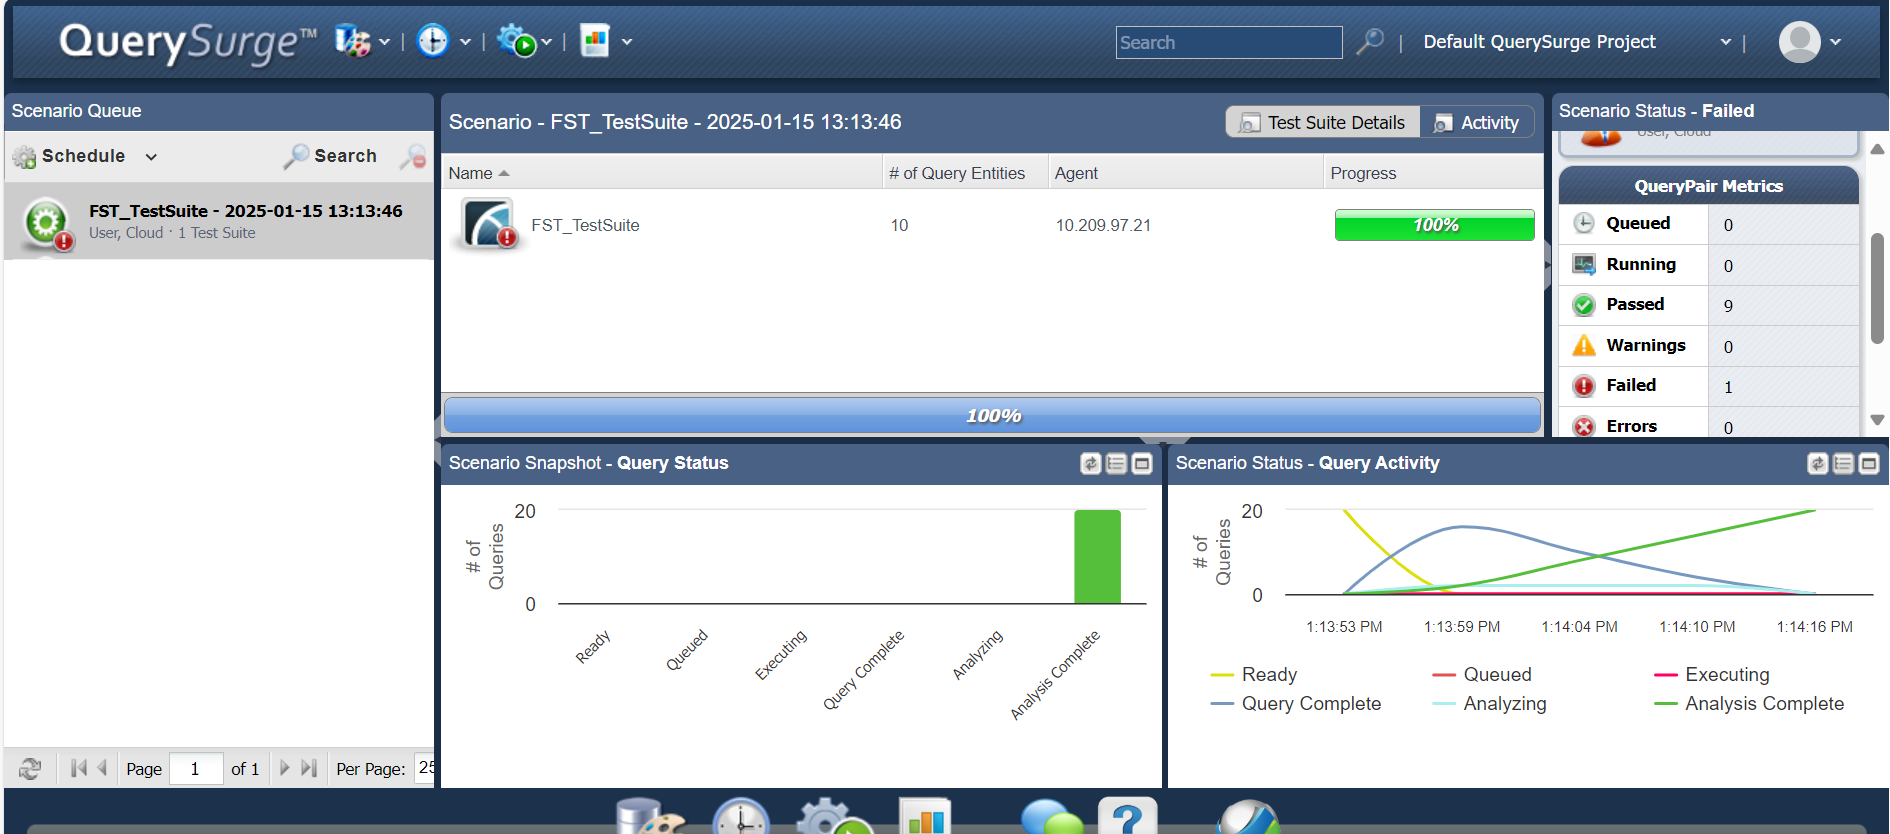 QuerySurge™
Search
Default QuerySurge Project
Scenario Queue
Schedule
Search
FST_TestSuite - 2025-01-15 13:13:46
User, Cloud · 1 Test Suite
Page 1 of 1 Per Page: 25
Scenario - FST_TestSuite - 2025-01-15 13:13:46
Test Suite Details
Activity
Name # of Query Entities Agent Progress
FST_TestSuite 10 10.209.97.21 100%
100%
Scenario Status - Failed
User, Cloud
QueryPair Metrics
Queued 0
Running 0
Passed 9
Warnings 0
Failed 1
Errors 0
Scenario Snapshot - Query Status
# of
Queries
20
0
Ready
Queued
Executing
Query Complete
Analyzing
Analysis Complete
Scenario Status - Query Activity
# of
Queries
20
0
1:13:53 PM 1:13:59 PM 1:14:04 PM 1:14:10 PM 1:14:16 PM
Ready Queued Executing
Query Complete Analyzing Analysis Complete
?